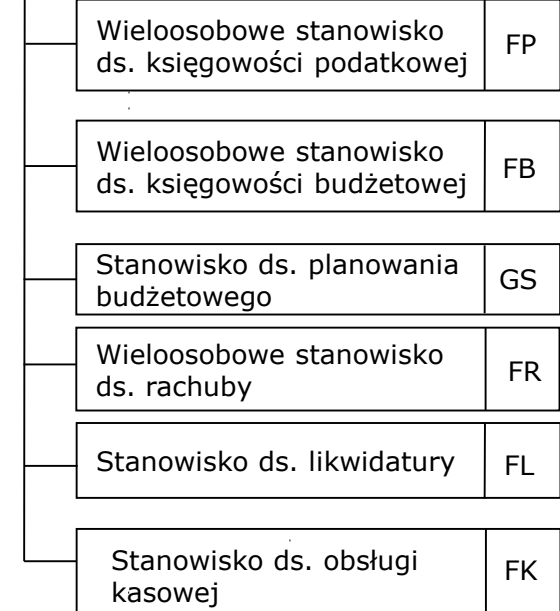 Wieloosobowe stanowisko
ds. księgowości podatkowej
FP
Wieloosobowe stanowisko
ds. księgowości budżetowej
FB
Stanowisko ds. planowania
budżetowego
GS
Wieloosobowe stanowisko
ds. rachuby
FR
Stanowisko ds. likwidatury
FL
Stanowisko ds. obsługi
kasowej
FK